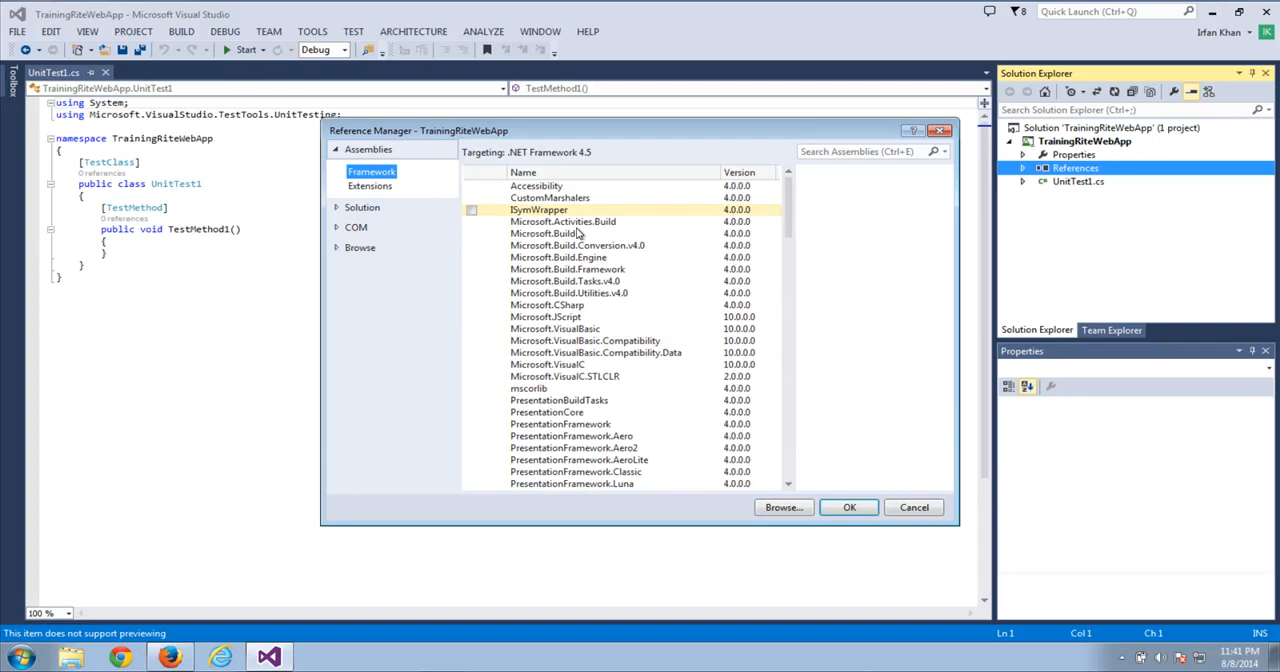 TrainingRiteWebApp - Microsoft Visual Studio
8
Quick Launch (Ctrl+Q)
FILE EDIT VIEW PROJECT BUILD DEBUG TEAM TOOLS TEST ARCHITECTURE ANALYZE WINDOW HELP
Irfan Khan
IK
Start
Debug
Toolbox
UnitTest1.cs
TrainingRiteWebApp.UnitTest1
TestMethod1()
using System;
using Microsoft.VisualStudio.TestTools.UnitTesting;
namespace TrainingRiteWebApp
{
[TestClass]
0 references
public class UnitTest1
{
[TestMethod]
0 references
public void TestMethod1()
{
}
}
}
100 %
Reference Manager - TrainingRiteWebApp
?
Assemblies
Framework
Extensions
Solution
COM
Browse
Targeting: .NET Framework 4.5
Search Assemblies (Ctrl+E)
Name Version
Accessibility 4.0.0.0
CustomMarshalers 4.0.0.0
ISymWrapper 4.0.0.0
Microsoft.Activities.Build 4.0.0.0
Microsoft.Build 4.0.0.0
Microsoft.Build.Conversion.v4.0 4.0.0.0
Microsoft.Build.Engine 4.0.0.0
Microsoft.Build.Framework 4.0.0.0
Microsoft.Build.Tasks.v4.0 4.0.0.0
Microsoft.Build.Utilities.v4.0 4.0.0.0
Microsoft.CSharp 4.0.0.0
Microsoft.JScript 10.0.0.0
Microsoft.VisualBasic 10.0.0.0
Microsoft.VisualBasic.Compatibility 10.0.0.0
Microsoft.VisualBasic.Compatibility.Data 10.0.0.0
Microsoft.VisualC 10.0.0.0
Microsoft.VisualC.STLCLR 2.0.0.0
mscorlib 4.0.0.0
PresentationBuildTasks 4.0.0.0
PresentationCore 4.0.0.0
PresentationFramework 4.0.0.0
PresentationFramework.Aero 4.0.0.0
PresentationFramework.Aero2 4.0.0.0
PresentationFramework.AeroLite 4.0.0.0
PresentationFramework.Classic 4.0.0.0
PresentationFramework.Luna 4.0.0.0
Browse... OK Cancel
Solution Explorer
Search Solution Explorer (Ctrl+;)
Solution 'TrainingRiteWebApp' (1 project)
TrainingRiteWebApp
Properties
References
C# UnitTest1.cs
Solution Explorer Team Explorer
Properties
This item does not support previewing
Ln 1 Col 1 Ch 1 INS
11:41 PM
8/8/2014